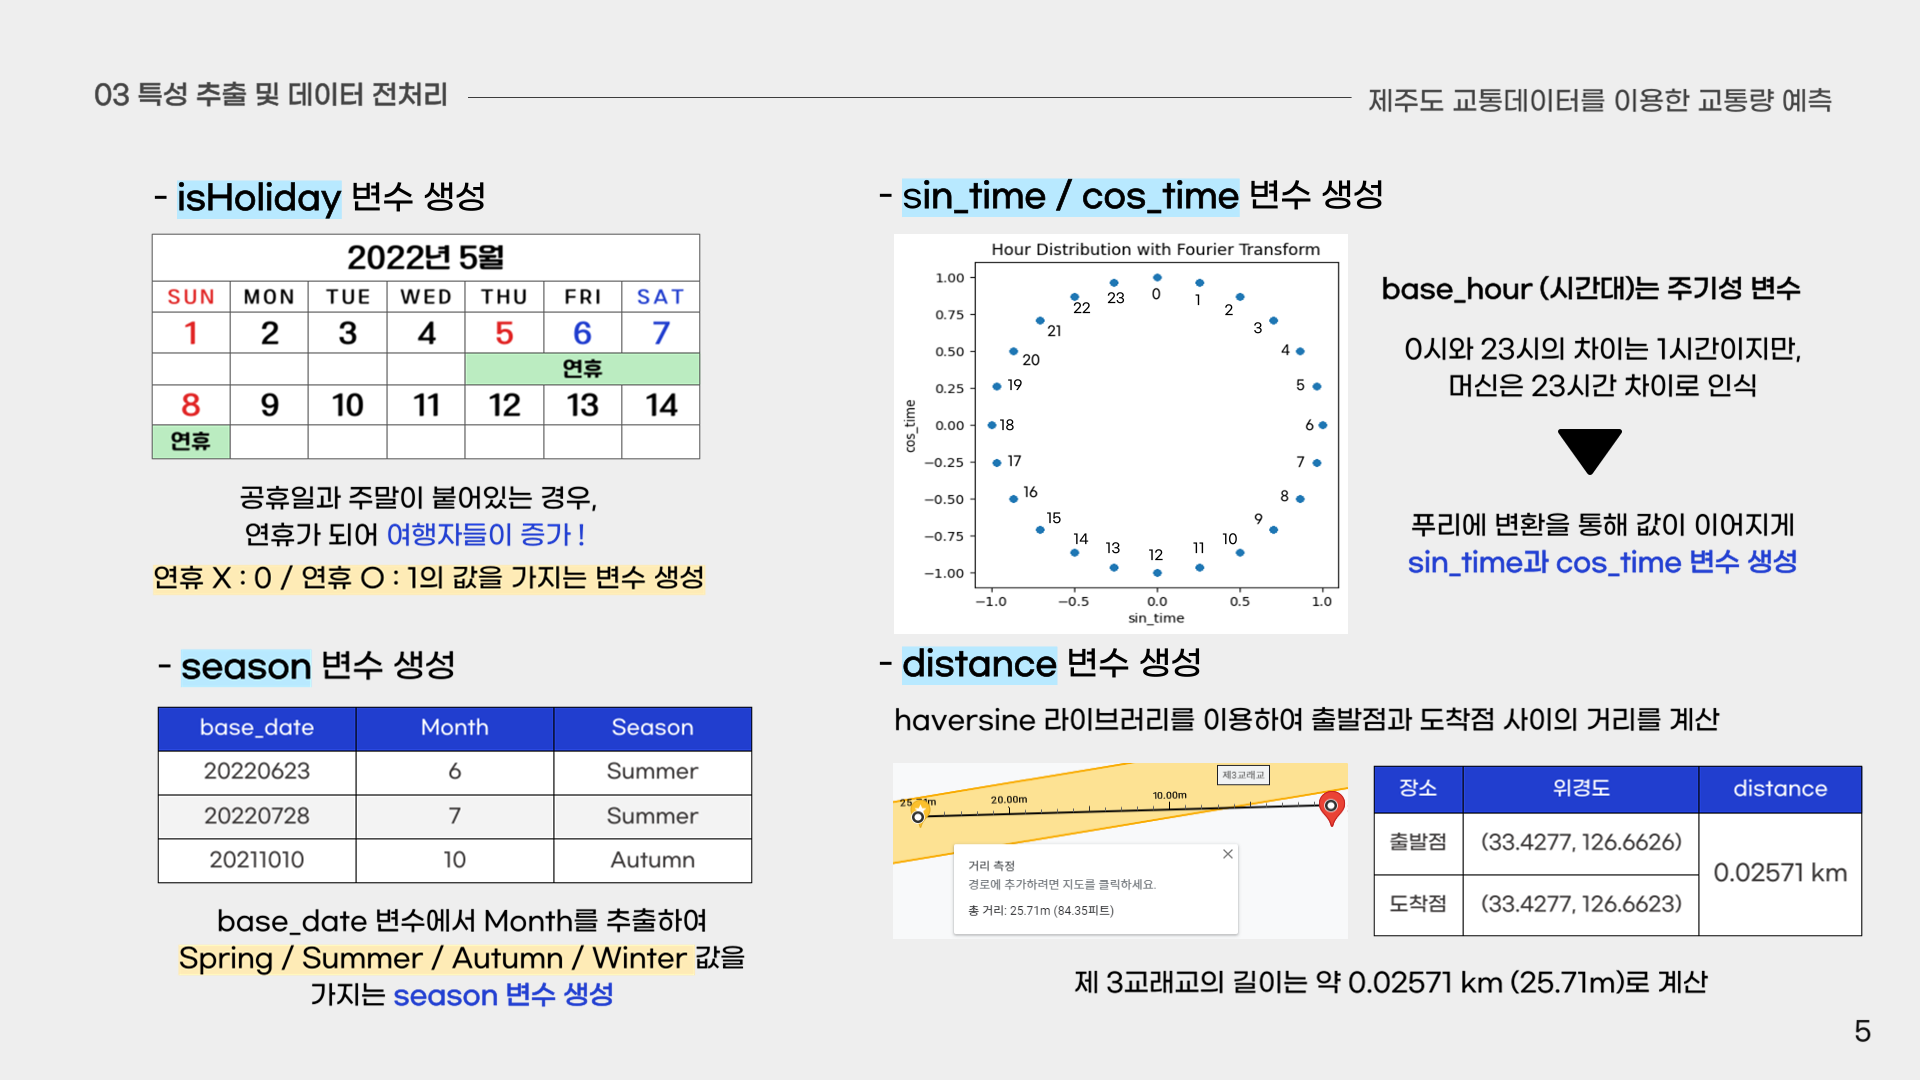 03 특성 추출 및 데이터 전처리
제주도 교통데이터를 이용한 교통량 예측
- isHoliday 변수 생성
2022년 5월
SUN MON TUE WED THU FRI SAT
1 2 3 4 5 6 7
연휴
8 9 10 11 12 13 14
연휴
공휴일과 주말이 붙어있는 경우,
연휴가 되어 여행자들이 증가 !
연휴 X : 0 / 연휴 O : 1의 값을 가지는 변수 생성
- season 변수 생성
base_date Month Season
20220623 6 Summer
20220728 7 Summer
20211010 10 Autumn
base_date 변수에서 Month를 추출하여
Spring / Summer / Autumn / Winter 값을
가지는 season 변수 생성
- sin_time / cos_time 변수 생성
Hour Distribution with Fourier Transform
cos_time
1.00
0.75
0.50
0.25
0.00
−0.25
−0.50
−0.75
−1.00
0
1
2
3
4
5
6
7
8
9
10
11
12
13
14
15
16
17
18
19
20
21
22
23
−1.0 −0.5 0.0 0.5 1.0
sin_time
base_hour (시간대)는 주기성 변수
0시와 23시의 차이는 1시간이지만,
머신은 23시간 차이로 인식
푸리에 변환을 통해 값이 이어지게
sin_time과 cos_time 변수 생성
- distance 변수 생성
haversine 라이브러리를 이용하여 출발점과 도착점 사이의 거리를 계산
제3교래교
20.00m
10.00m
거리 측정
경로에 추가하려면 지도를 클릭하세요.
총 거리: 25.71m (84.35피트)
장소 위경도 distance
출발점 (33.4277, 126.6626)
0.02571 km
도착점 (33.4277, 126.6623)
제 3교래교의 길이는 약 0.02571 km (25.71m)로 계산
5